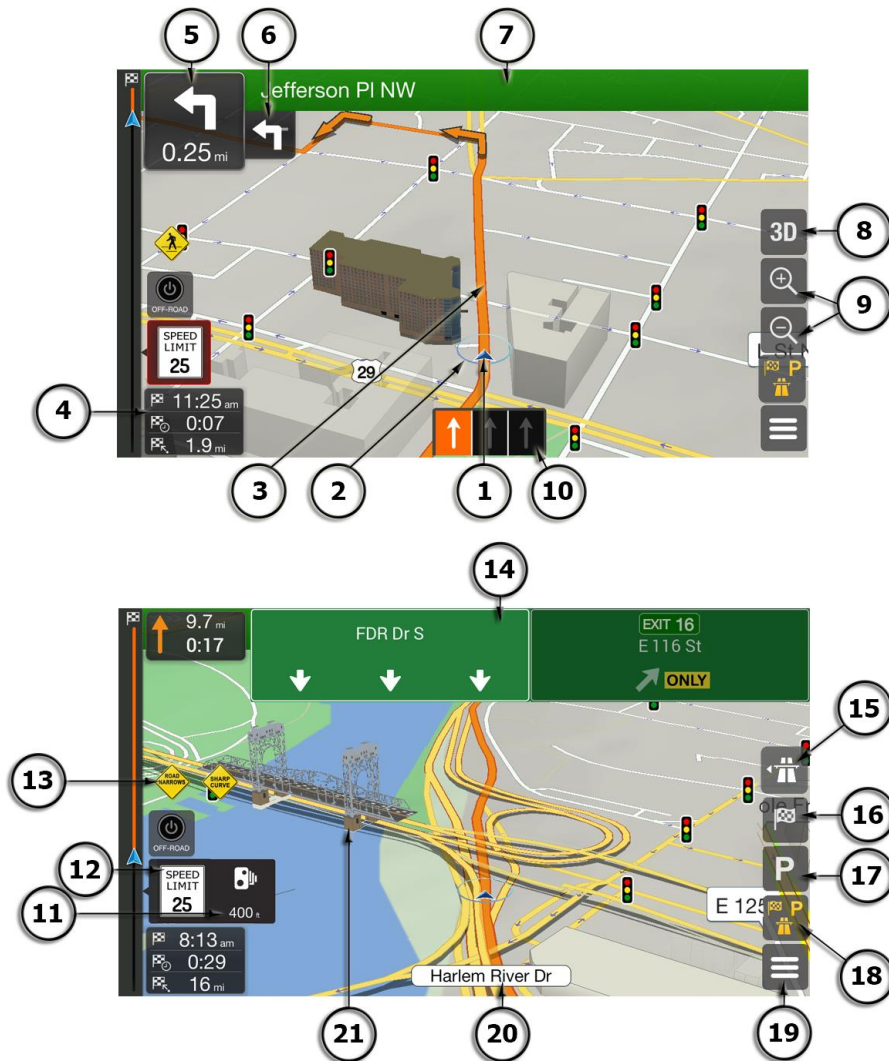 5
6
7
Jefferson Pl NW
0.25 mi
3D
8
9
OFF-ROAD
SPEED
LIMIT
25
29
L St N
P
4
11:25 am
0:07
1.9 mi
3
2
1
10
14
9.7 mi
0:17
FDR Dr S
EXIT 16
E 116 St
ONLY
15
13
ROAD
NARROWS
SHARP
CURVE
16
OFF-ROAD
12
SPEED
LIMIT
25
P
17
11
400 ft
E 125
P
18
8:13 am
0:29
16 mi
Harlem River Dr
21
20
19